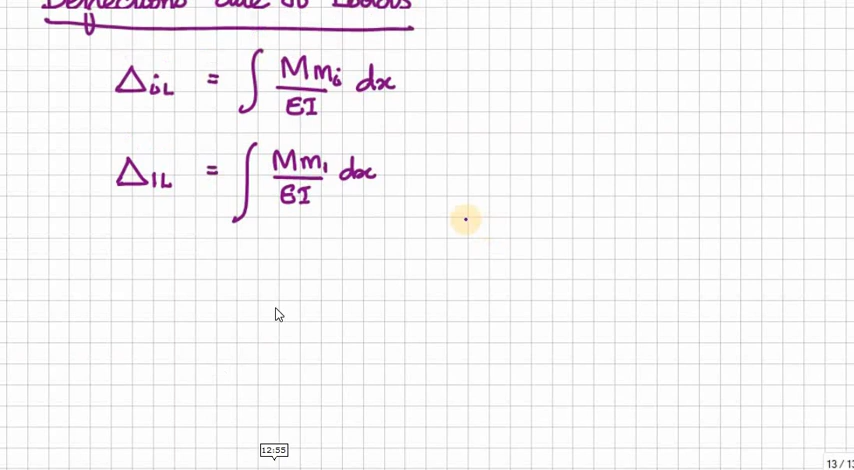 Deflections due to Loads
Δ_iL = ∫ Mm_i/EI dx
Δ_1L = ∫ Mm_1/EI dx
12:55
13 / 1